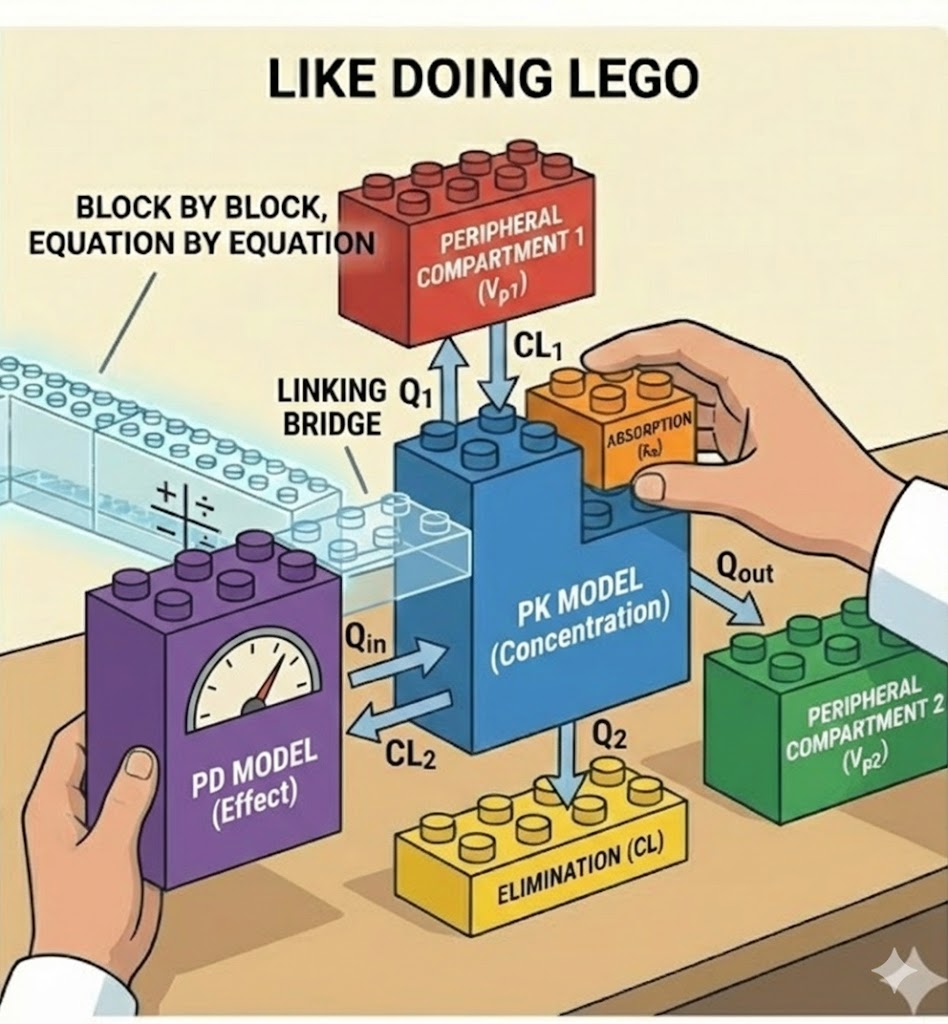 LIKE DOING LEGO
BLOCK BY BLOCK,
EQUATION BY EQUATION
PERIPHERAL
COMPARTMENT 1
(Vp1)
CL1
LINKING
BRIDGE
Q1
ABSORPTION
+ ÷
- ÷
Qout
PK MODEL
(Concentration)
Qin
CL2
Q2
PERIPHERAL
COMPARTMENT 2
(Vp2)
PD MODEL
(Effect)
ELIMINATION (CL)